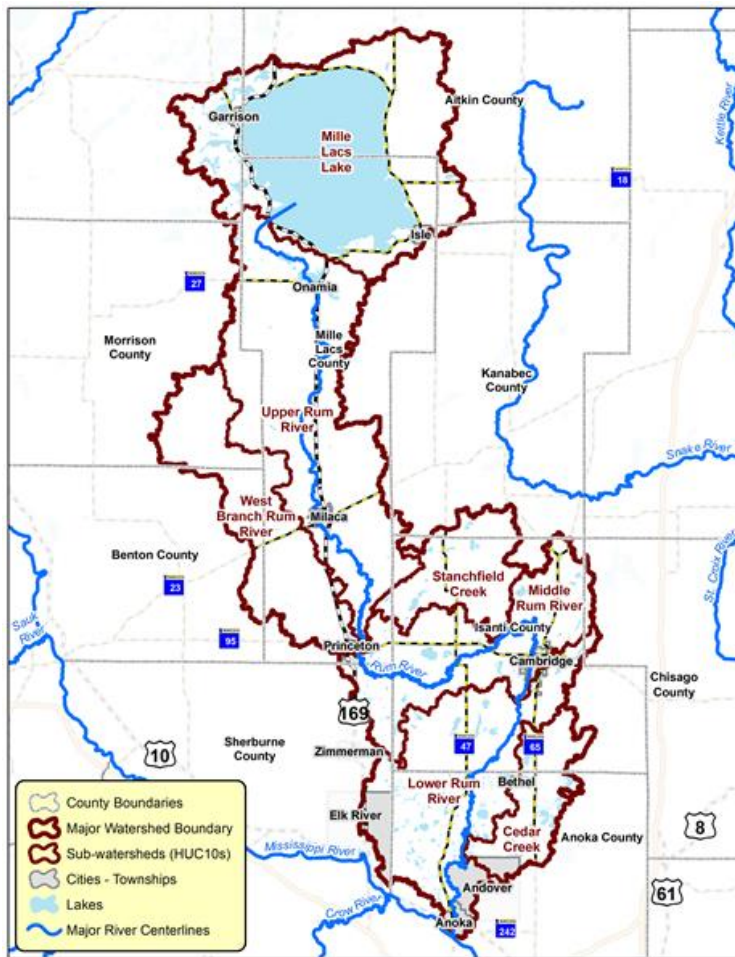 Aitkin County
Kettle River
Garrison
Mille
Lacs
Lake
18
Isle
27
Onamia
Morrison
County
Mille
Lacs
County
Kanabec
County
Upper Rum
River
Snake River
West
Branch Rum
River
Milaca
Benton County
Stanchfield
Creek
Middle
Rum River
St. Croix River
23
Sauk
River
95
Isanti County
Princeton
Rum River
Cambridge
Chisago
County
169
10
Sherburne
County
Zimmerman
47
65
Lower Rum
River
Bethel
Elk River
Cedar
Creek
Anoka County
8
Mississippi River
Andover
61
Crow River
Anoka
242
County Boundaries
Major Watershed Boundary
Sub-watersheds (HUC10s)
Cities - Townships
Lakes
Major River Centerlines